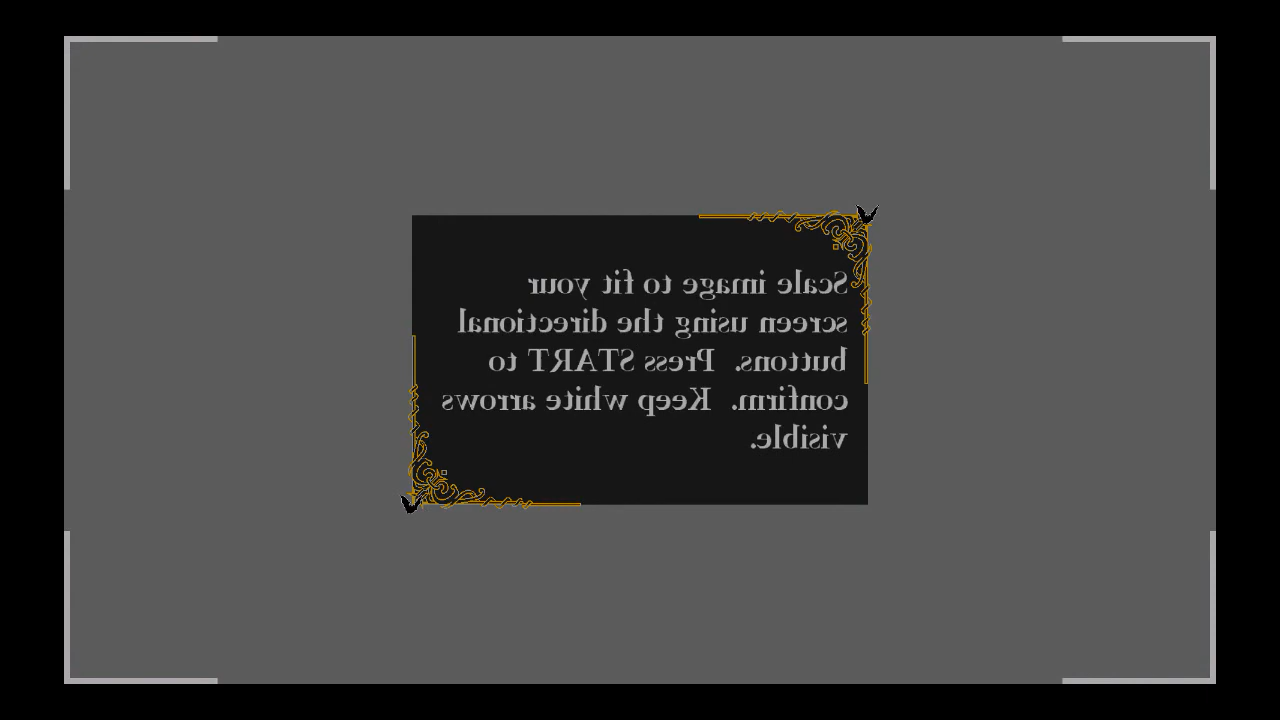 Scale image to fit your
screen using the directional
buttons.  Press START to
confirm.  Keep white arrows
visible.